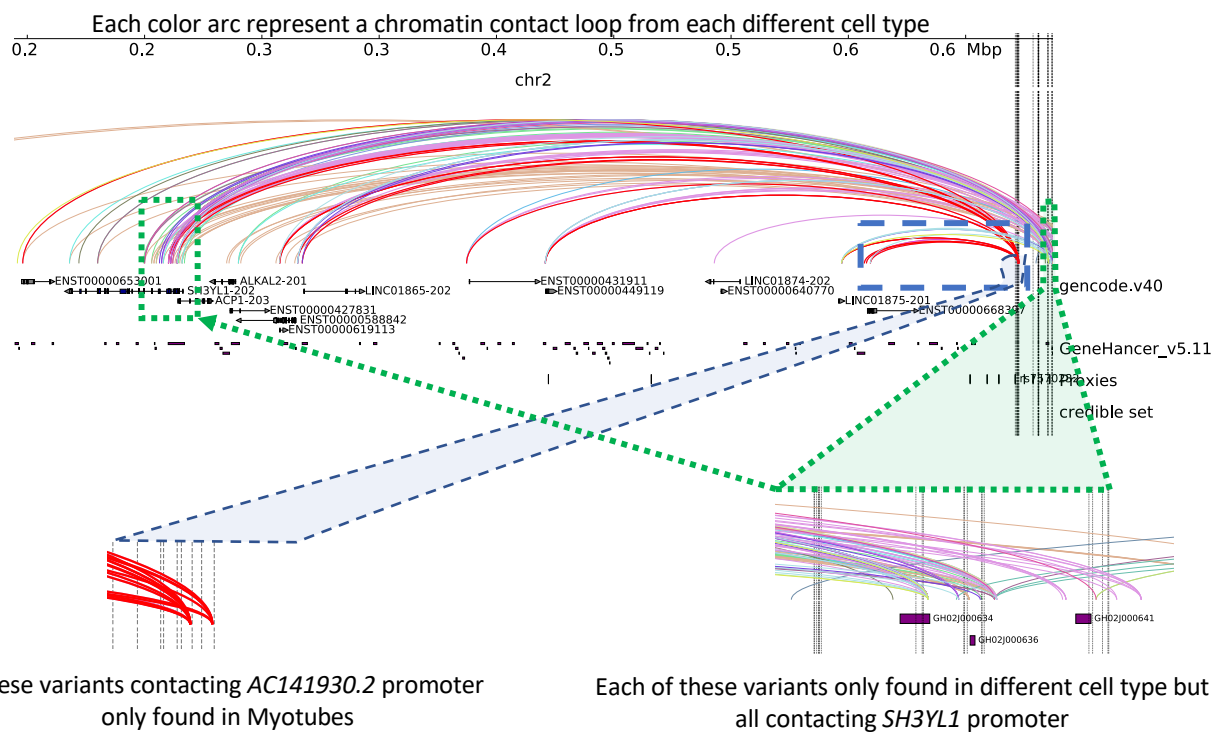 Each color arc represent a chromatin contact loop from each different cell type
0.2 0.2 0.3 0.3 0.4 0.5 0.5 0.6 0.6 Mbp
chr2
ENST00000653001
ALKAL2-201
ENST00000431911
LINC01874-202
SH3YL1-202
LINC01865-202
ENST00000449119
ENST00000640770
gencode.v40
ACP1-203
LINC01875-201
ENST00000427831
ENST00000668397
ENST00000588842
ENST00000619113
GeneHancer_v5.11
Proxies
credible set
GH02J000634
GH02J000641
GH02J000636
ese variants contacting AC141930.2 promoter
only found in Myotubes
Each of these variants only found in different cell type but
all contacting SH3YL1 promoter